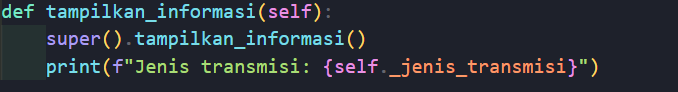 def tampilkan_informasi(self):
    super().tampilkan_informasi()
    print(f"Jenis transmisi: {self._jenis_transmisi}")